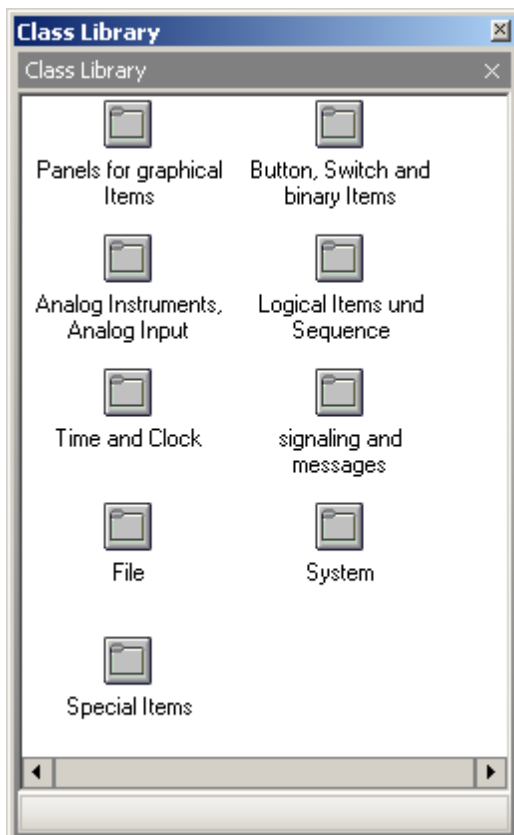 Class Library
Class Library
Panels for graphical
Items
Button, Switch and
binary Items
Analog Instruments,
Analog Input
Logical Items und
Sequence
Time and Clock
signaling and
messages
File
System
Special Items